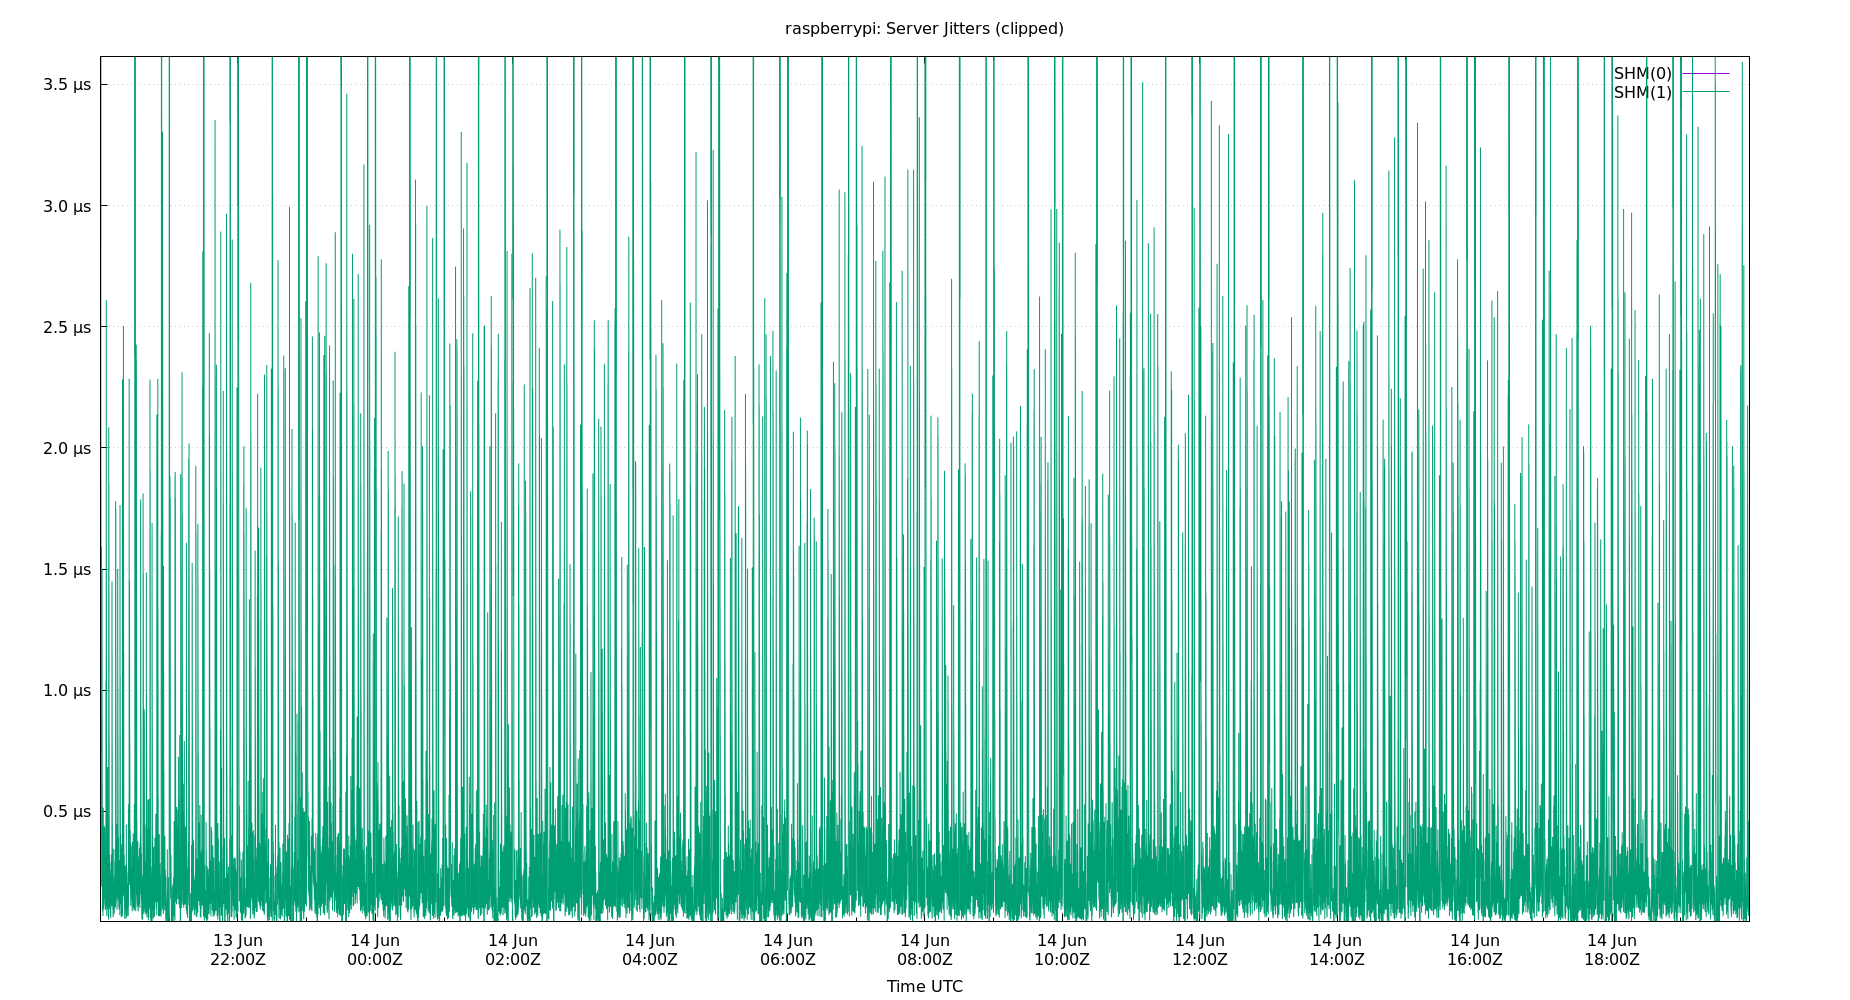 raspberrypi: Server Jitters (clipped)
SHM(0)
SHM(1)
3.5 µs
3.0 µs
2.5 µs
2.0 µs
1.5 µs
1.0 µs
0.5 µs
13 Jun 14 Jun 14 Jun 14 Jun 14 Jun 14 Jun 14 Jun 14 Jun 14 Jun 14 Jun 14 Jun
22:00Z 00:00Z 02:00Z 04:00Z 06:00Z 08:00Z 10:00Z 12:00Z 14:00Z 16:00Z 18:00Z
Time UTC